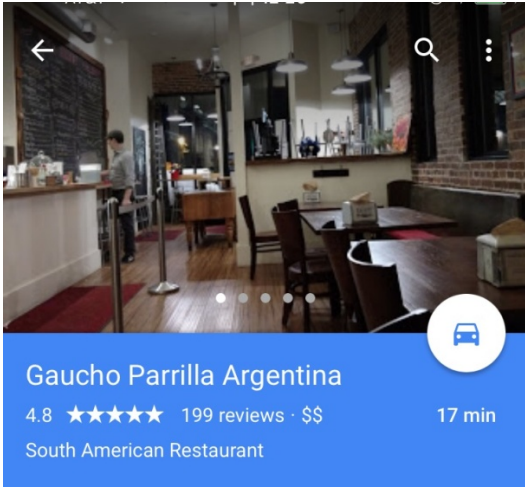 Gaucho Parrilla Argentina
4.8 ★★★★★ 199 reviews · $$ 17 min
South American Restaurant